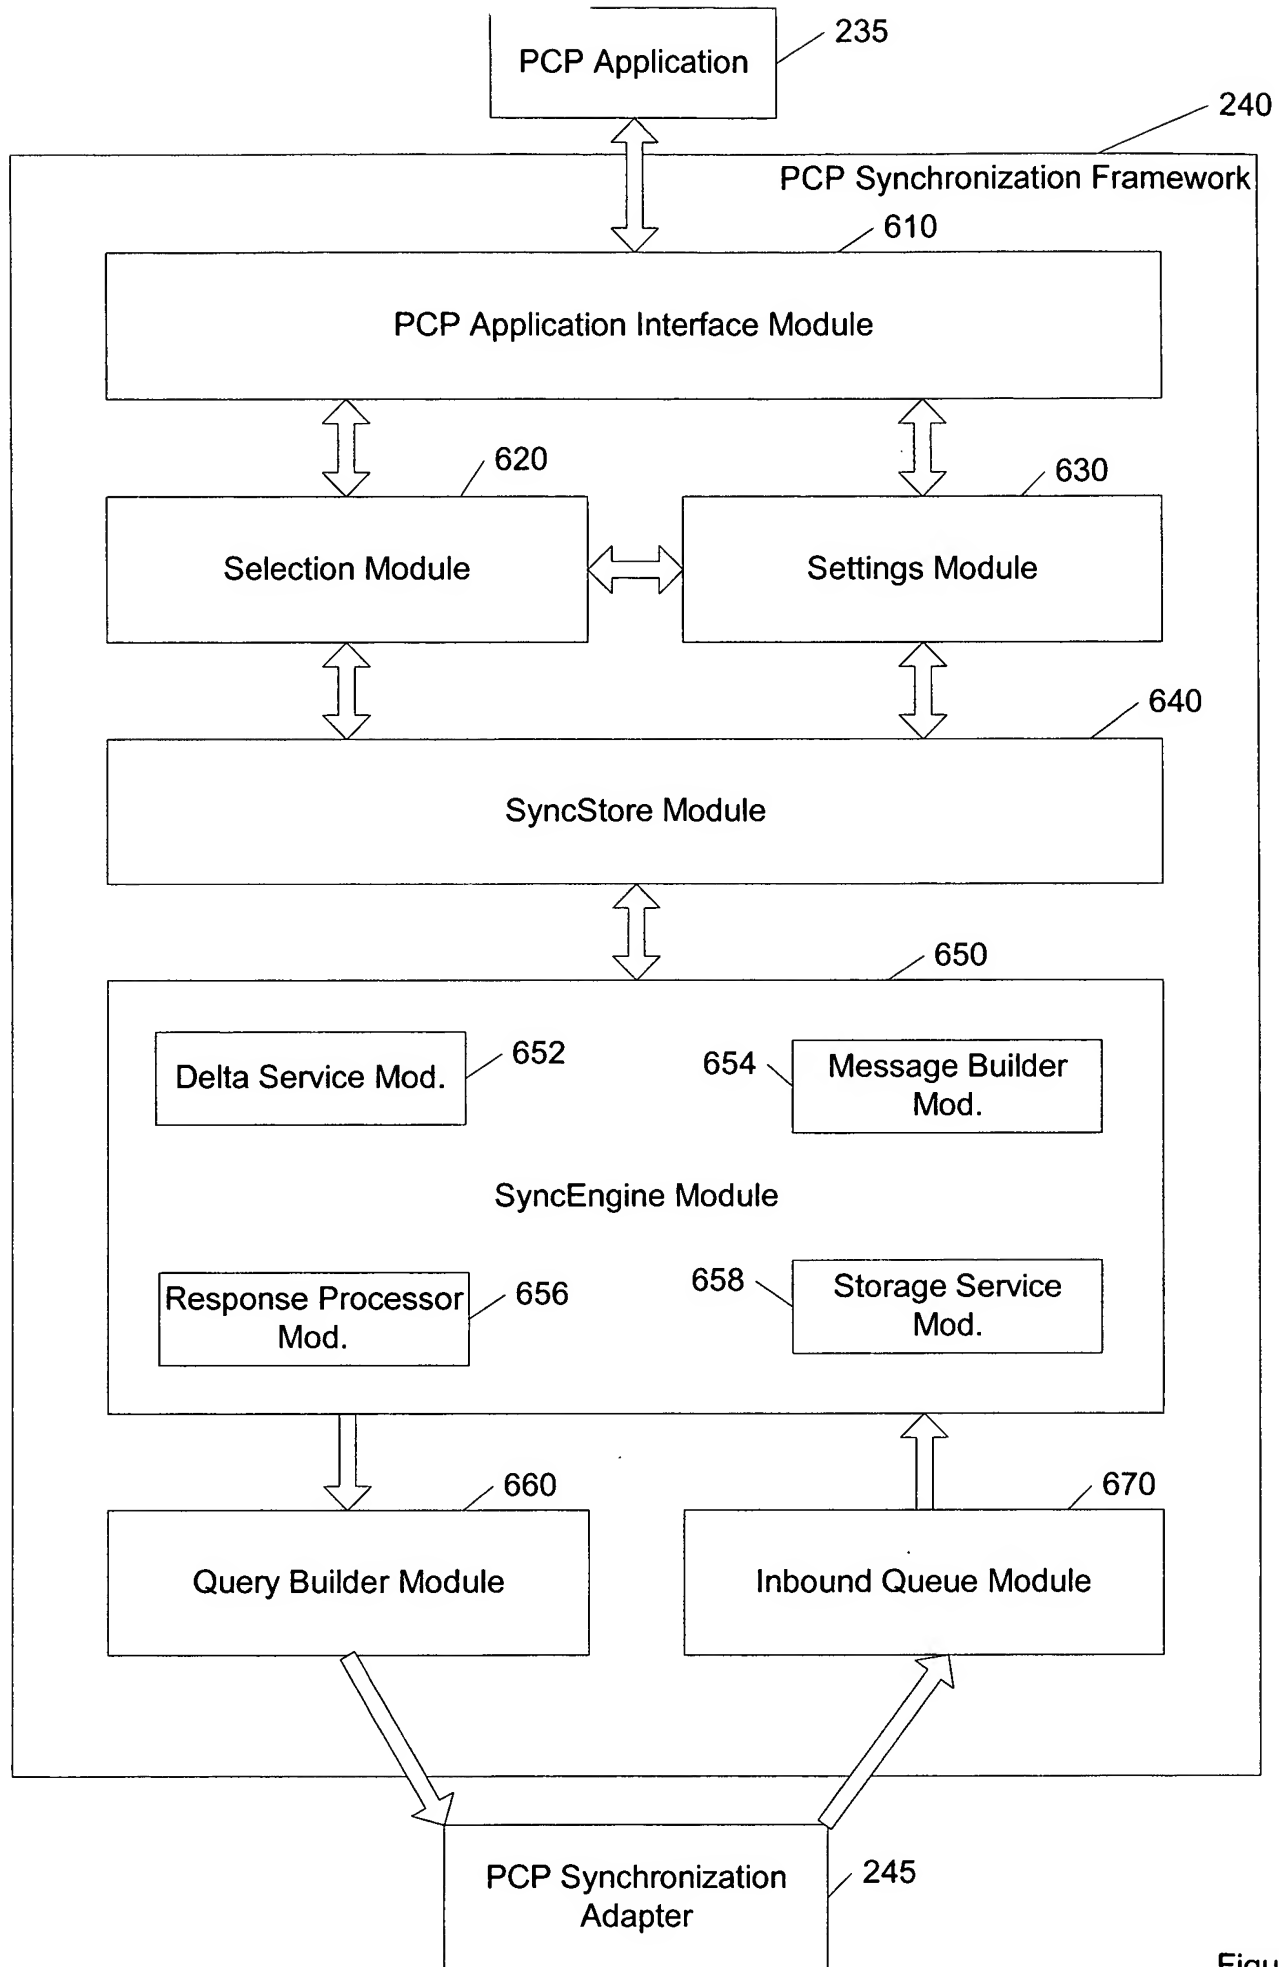 PCP Application
235
240
PCP Synchronization Framework
610
PCP Application Interface Module
620
630
Selection Module
Settings Module
640
SyncStore Module
650
Delta Service Mod.
652
654
Message Builder
Mod.
SyncEngine Module
Response Processor
Mod.
656
658
Storage Service
Mod.
660
670
Query Builder Module
Inbound Queue Module
PCP Synchronization
Adapter
245